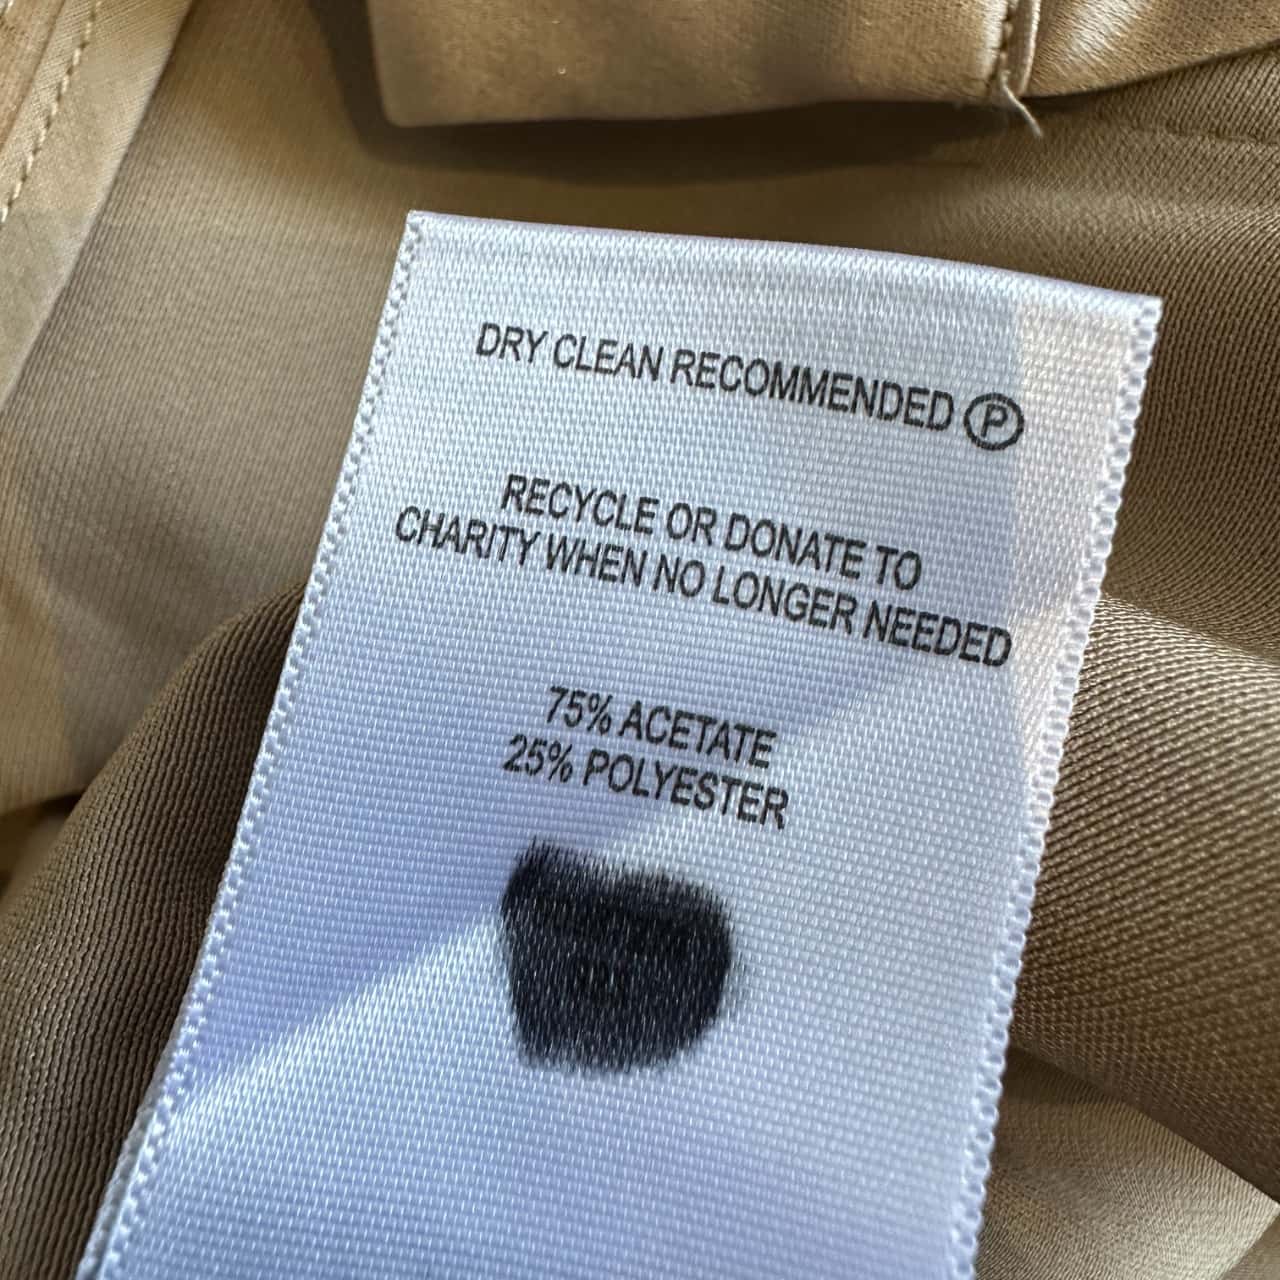 DRY CLEAN RECOMMENDED Ⓟ
RECYCLE OR DONATE TO
CHARITY WHEN NO LONGER NEEDED
75% ACETATE
25% POLYESTER